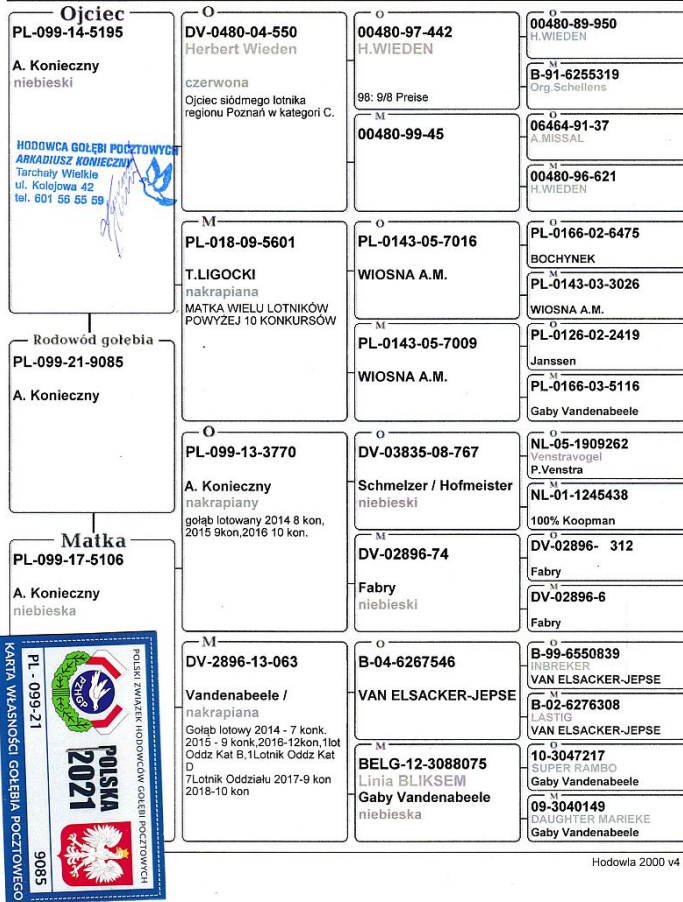 Ojciec
PL-099-14-5195
A. Konieczny
niebieski
HODOWCA GOŁĘBI POCZTOWYCH
ARKADIUSZ KONIECZNY
Tarchały Wielkie
ul. Kolejowa 42
tel. 601 56 55 59
Rodowód gołębia
PL-099-21-9085
A. Konieczny
Matka
PL-099-17-5106
A. Konieczny
niebieska
O
DV-0480-04-550
Herbert Wieden
czerwona
Ojciec siódmego lotnika
regionu Poznań w kategori C.
M
PL-018-09-5601
T.LIGOCKI
nakrapiana
MATKA WIELU LOTNIKÓW
POWYŻEJ 10 KONKURSÓW
O
PL-099-13-3770
A. Konieczny
nakrapiany
gołąb lotowany 2014 8 kon,
2015 9kon,2016 10 kon.
M
DV-2896-13-063
Vandenabeele /
nakrapiana
Gołąb lotowy 2014 - 7 konk.
2015 - 9 konk,2016-12kon,1lot
Oddz Kat B,1Lotnik Oddz Kat
D
7Lotnik Oddziału 2017-9 kon
2018-10 kon
O
00480-97-442
H.WIEDEN
98: 9/8 Preise
M
00480-99-45
O
PL-0143-05-7016
WIOSNA A.M.
M
PL-0143-05-7009
WIOSNA A.M.
O
DV-03835-08-767
Schmelzer / Hofmeister
niebieski
M
DV-02896-74
Fabry
niebieski
O
B-04-6267546
VAN ELSACKER-JEPSE
M
BELG-12-3088075
Linia BLIKSEM
Gaby Vandenabeele
niebieska
O
00480-89-950
H.WIEDEN
M
B-91-6255319
Org.Schellens
O
06464-91-37
A.MISSAL
M
00480-96-621
H.WIEDEN
O
PL-0166-02-6475
BOCHYNEK
M
PL-0143-03-3026
WIOSNA A.M.
O
PL-0126-02-2419
Janssen
M
PL-0166-03-5116
Gaby Vandenabeele
O
NL-05-1909262
Venstravogel
P.Venstra
M
NL-01-1245438
100% Koopman
O
DV-02896- 312
Fabry
M
DV-02896-6
Fabry
O
B-99-6550839
INBREKER
VAN ELSACKER-JEPSE
M
B-02-6276308
LASTIG
VAN ELSACKER-JEPSE
O
10-3047217
SUPER RAMBO
Gaby Vandenabeele
M
09-3040149
DAUGHTER MARIEKE
Gaby Vandenabeele
POLSKI ZWIĄZEK HODOWCÓW GOŁĘBI POCZTOWYCH
PZHGP
POLSKA
2021
PL - 099-21
9085
KARTA WŁASNOŚCI GOŁĘBIA POCZTOWEGO
Hodowla 2000 v4